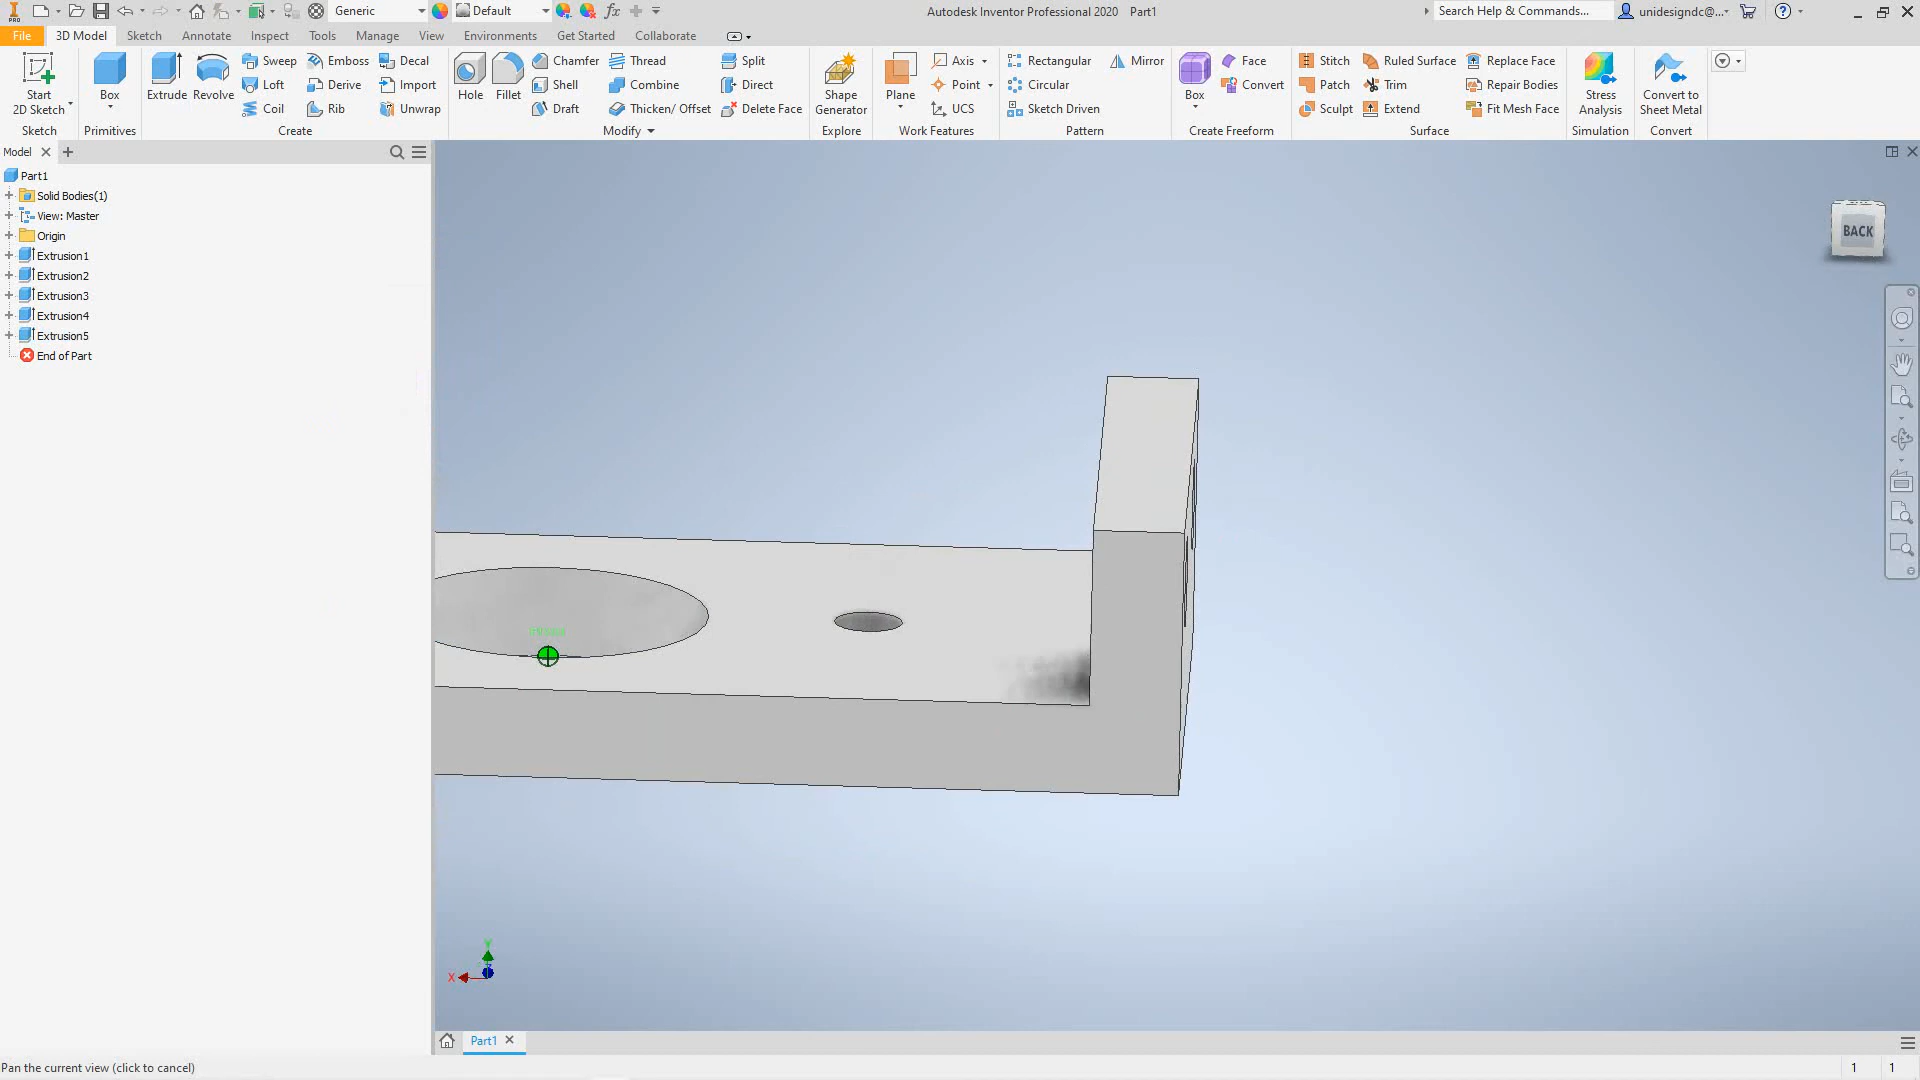 PRO
Generic
Default
Autodesk Inventor Professional 2020 Part1
Search Help & Commands...
unidesigndc@...
File
3D Model
Sketch
Annotate
Inspect
Tools
Manage
View
Environments
Get Started
Collaborate
Start
2D Sketch
Sketch
Box
Primitives
Extrude
Revolve
Sweep
Loft
Coil
Emboss
Derive
Rib
Decal
Import
Unwrap
Create
Hole
Fillet
Chamfer
Shell
Draft
Thread
Combine
Thicken/ Offset
Split
Direct
Delete Face
Modify
Shape
Generator
Explore
Plane
Axis
Point
UCS
Work Features
Rectangular
Circular
Sketch Driven
Mirror
Pattern
Box
Face
Convert
Create Freeform
Stitch
Patch
Sculpt
Ruled Surface
Trim
Extend
Replace Face
Repair Bodies
Fit Mesh Face
Surface
Stress
Analysis
Simulation
Convert to
Sheet Metal
Convert
Model
Part1
Solid Bodies(1)
View: Master
Origin
Extrusion1
Extrusion2
Extrusion3
Extrusion4
Extrusion5
End of Part
BACK
Y
X
Part1
Pan the current view (click to cancel)
1
1